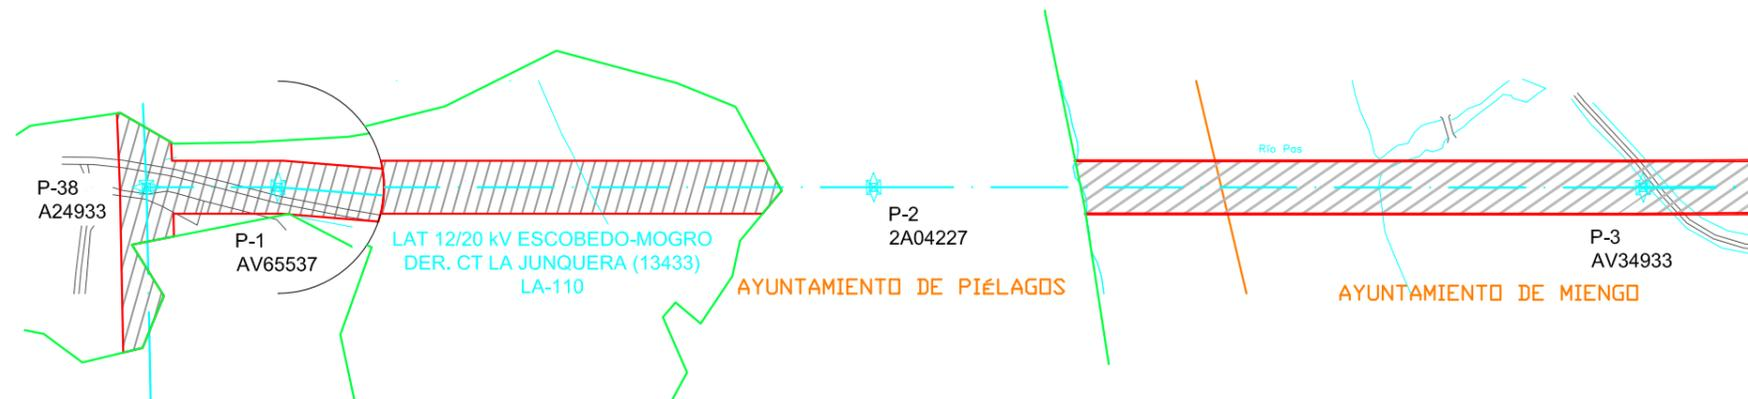 Río Pas
P-38
A24933
P-1
AV65537
LAT 12/20 kV ESCOBEDO-MOGRO
DER. CT LA JUNQUERA (13433)
LA-110
P-2
2A04227
AYUNTAMIENTO DE PIéLAGOS
P-3
AV34933
AYUNTAMIENTO DE MIENGO